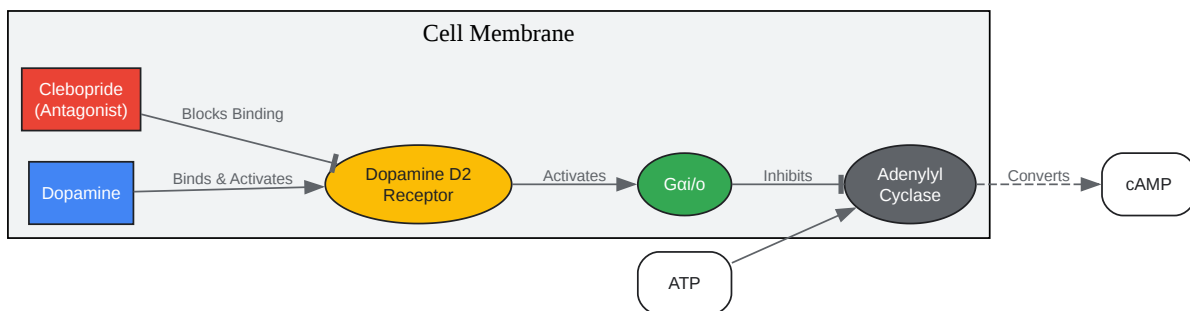 Cell Membrane
Clebopride
(Antagonist)
Blocks Binding
Dopamine
Binds & Activates
Dopamine D2
Receptor
Activates
Gαi/o
Inhibits
Adenylyl
Cyclase
Converts
cAMP
ATP